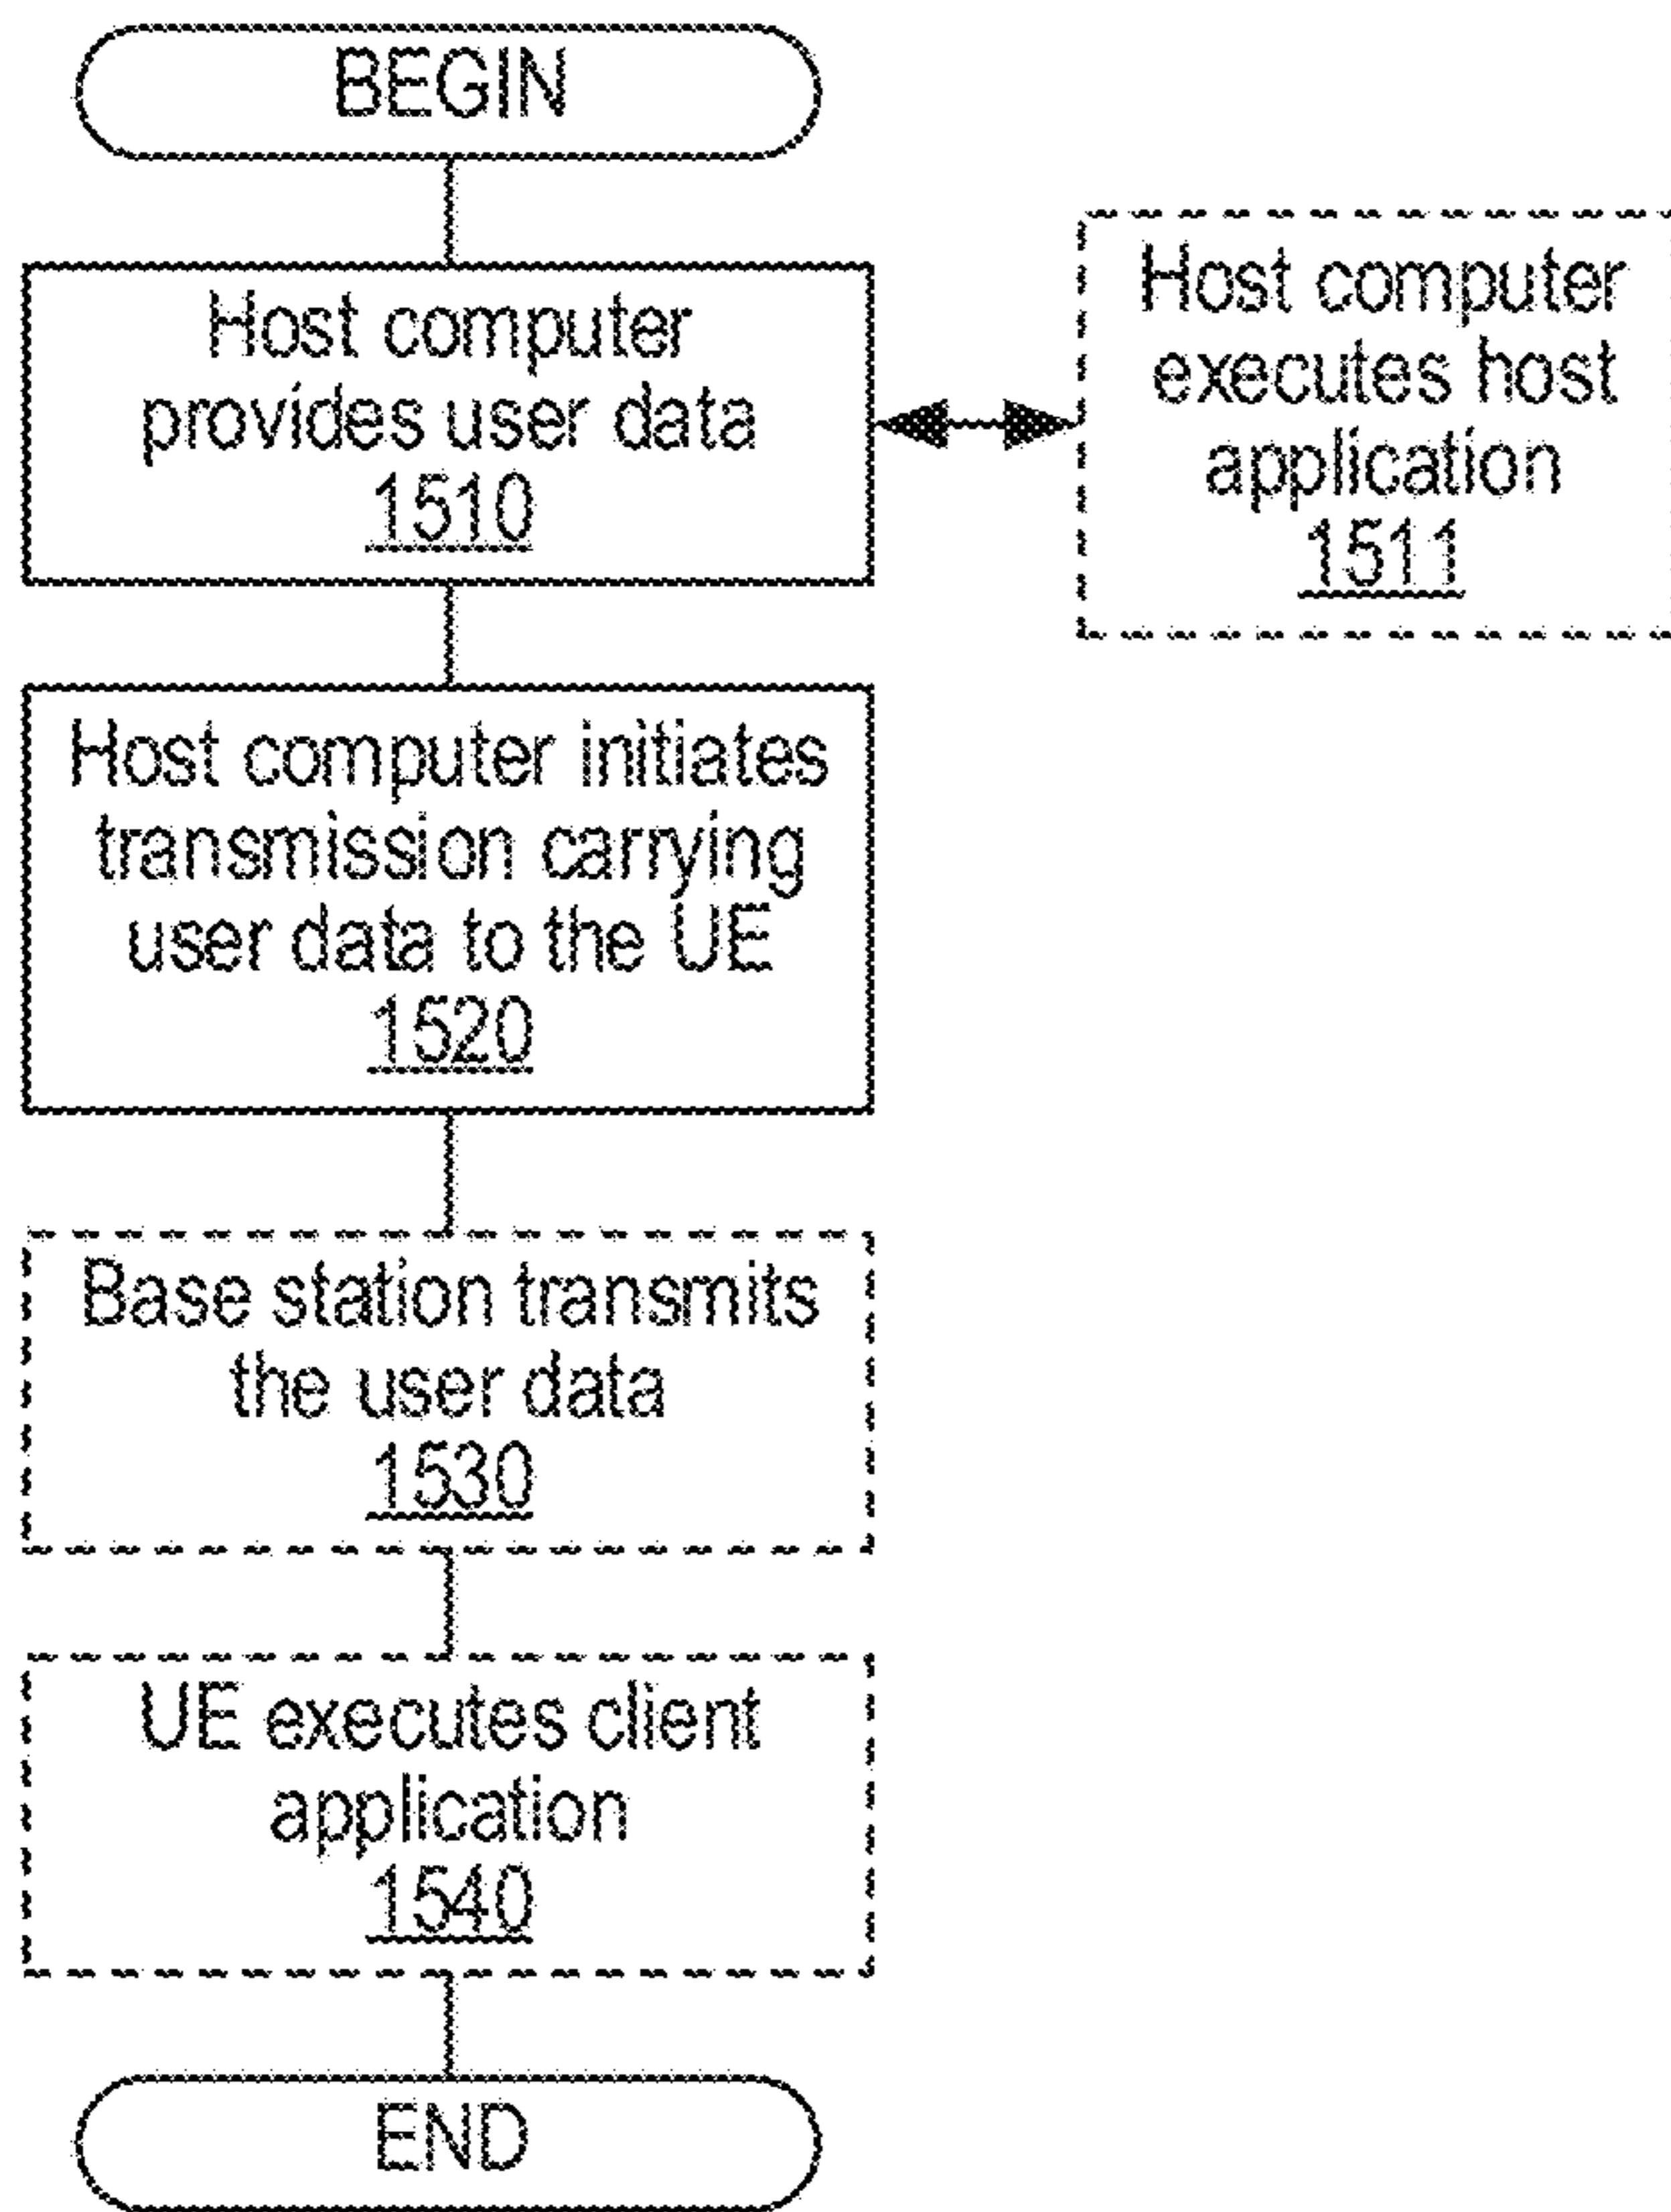 BEGIN
Host computer
provides user data
1510
Host computer
executes host
application
1511
Host computer initiates
transmission carrying
user data to the UE
1520
Base station transmits
the user data
1530
UE executes client
application
1540
END